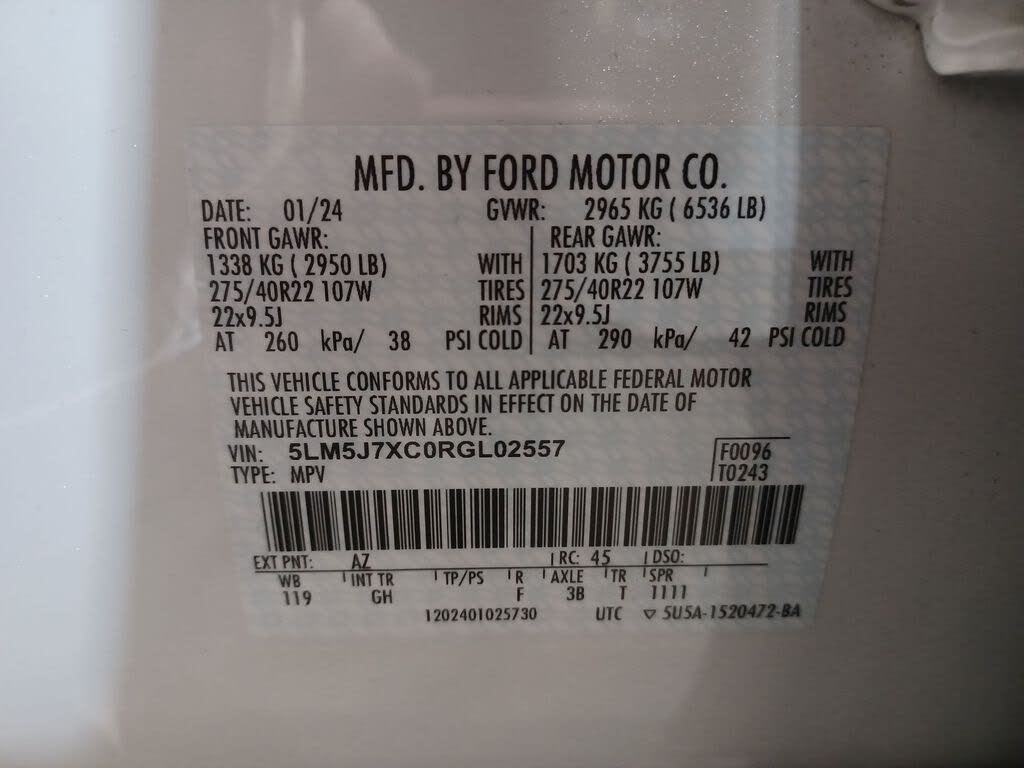 MFD. BY FORD MOTOR CO.
DATE: 01/24 GVWR: 2965 KG ( 6536 LB)
FRONT GAWR: REAR GAWR:
1338 KG ( 2950 LB) WITH 1703 KG ( 3755 LB) WITH
275/40R22 107W TIRES 275/40R22 107W TIRES
22x9.5J RIMS 22x9.5J RIMS
AT 260 kPa/ 38 PSI COLD AT 290 kPa/ 42 PSI COLD
THIS VEHICLE CONFORMS TO ALL APPLICABLE FEDERAL MOTOR
VEHICLE SAFETY STANDARDS IN EFFECT ON THE DATE OF
MANUFACTURE SHOWN ABOVE.
VIN: 5LM5J7XC0RGL02557 F0096
TYPE: MPV T0243
EXT PNT: AZ RC: 45 DSO:
WB INT TR TP/PS R AXLE TR SPR
119 GH F 3B T 1111
1202401025730 UTC ▽ 5U5A-1520472-BA